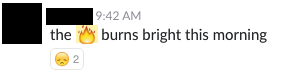 9:42 AM
the 🔥 burns bright this morning
😞 2